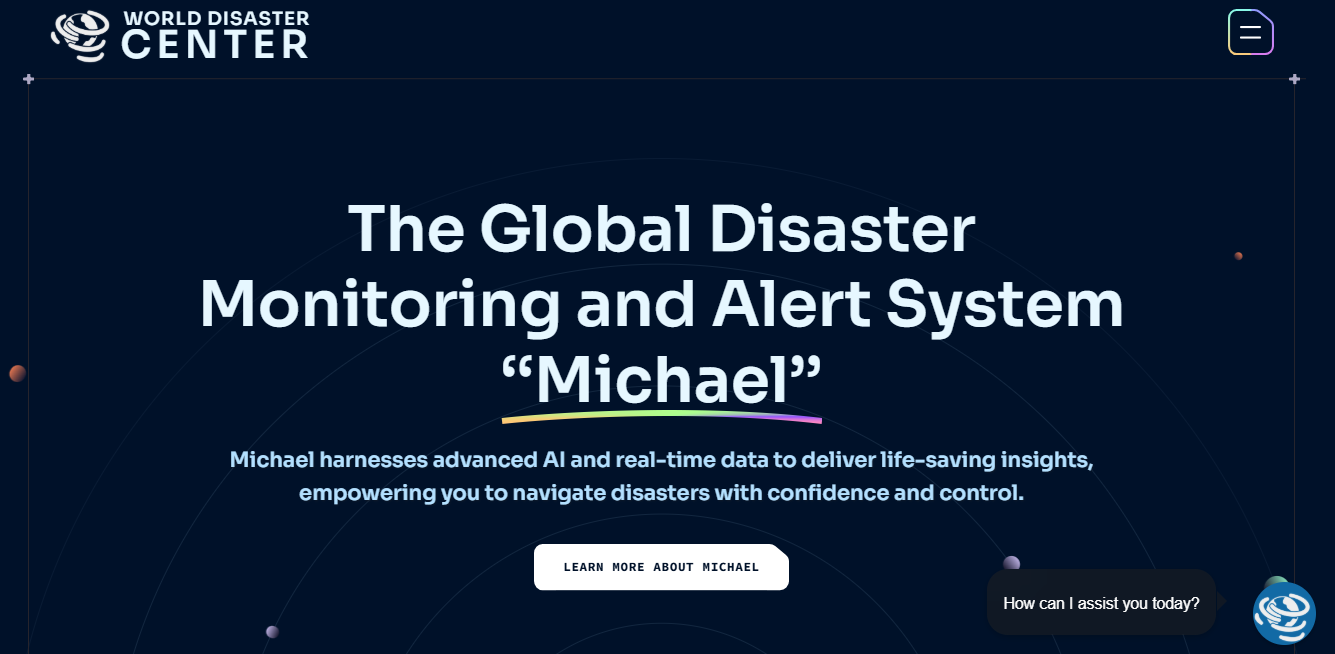 WORLD DISASTER
CENTER
The Global Disaster
Monitoring and Alert System
“Michael”
Michael harnesses advanced AI and real-time data to deliver life-saving insights,
empowering you to navigate disasters with confidence and control.
LEARN MORE ABOUT MICHAEL
How can I assist you today?